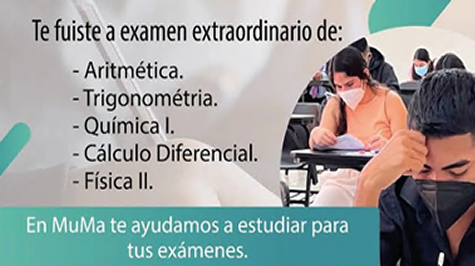 Te fuiste a examen extraordinario de:
- Aritmética.
- Trigonométria.
- Química I.
- Cálculo Diferencial.
- Física II.
En MuMa te ayudamos a estudiar para
tus exámenes.